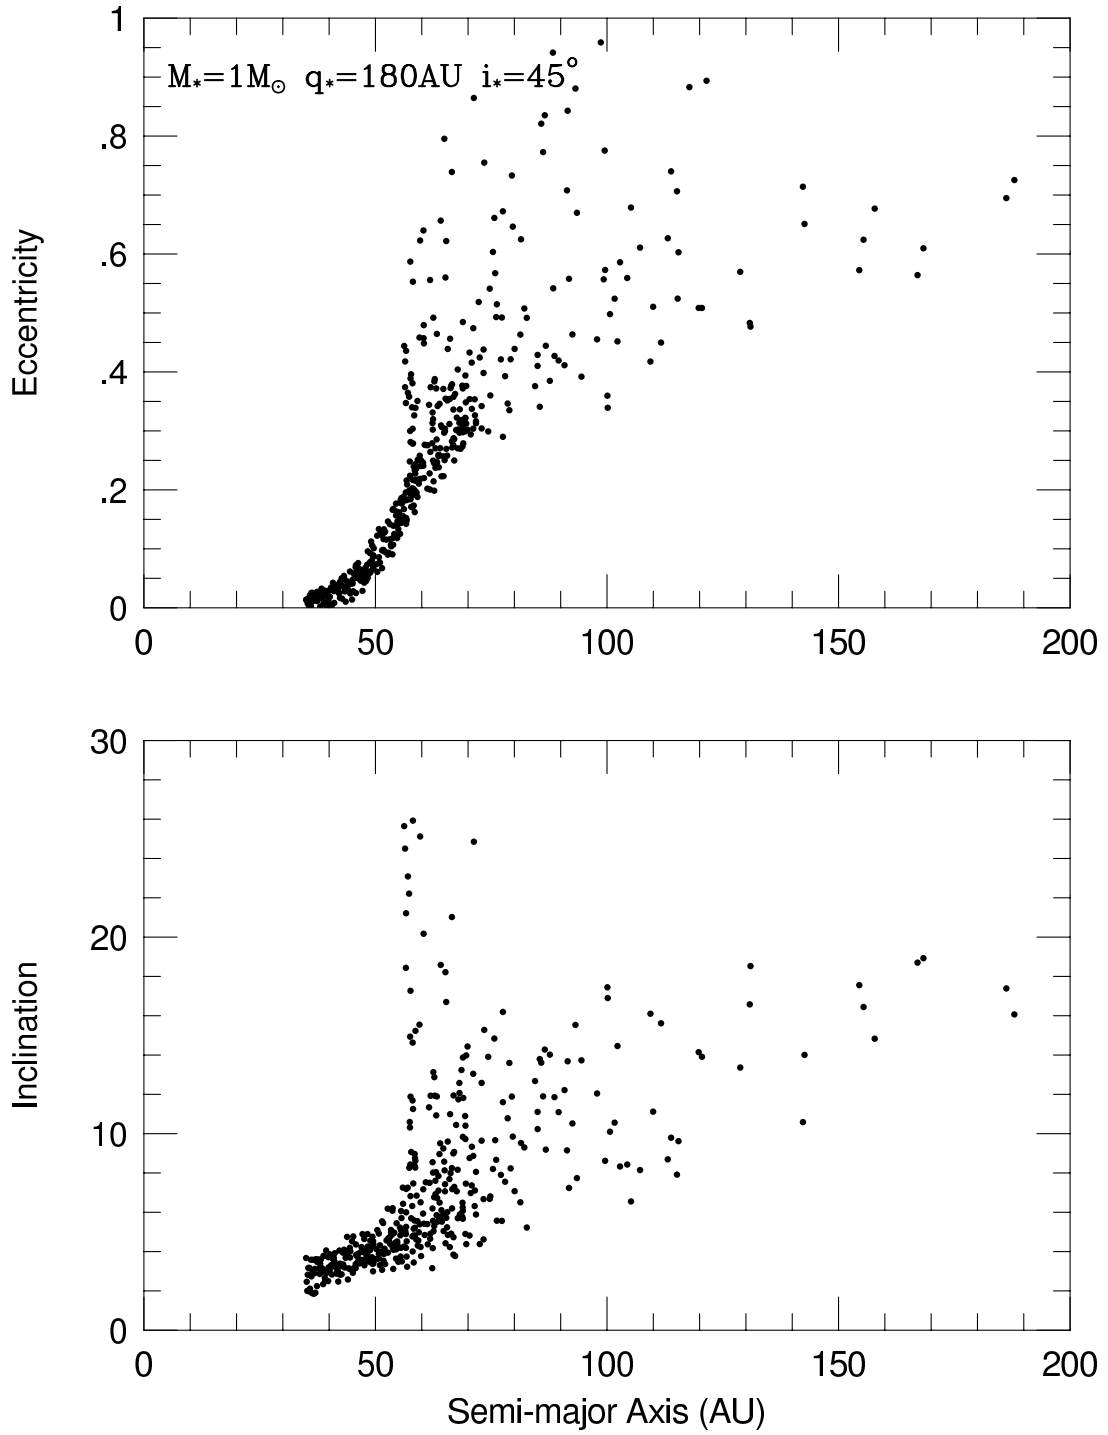 1
M*=1M☉ q*=180AU i*=45°
.8
.6
.4
.2
0
Eccentricity
0 50 100 150 200
30
20
10
0
Inclination
0 50 100 150 200
Semi-major Axis (AU)